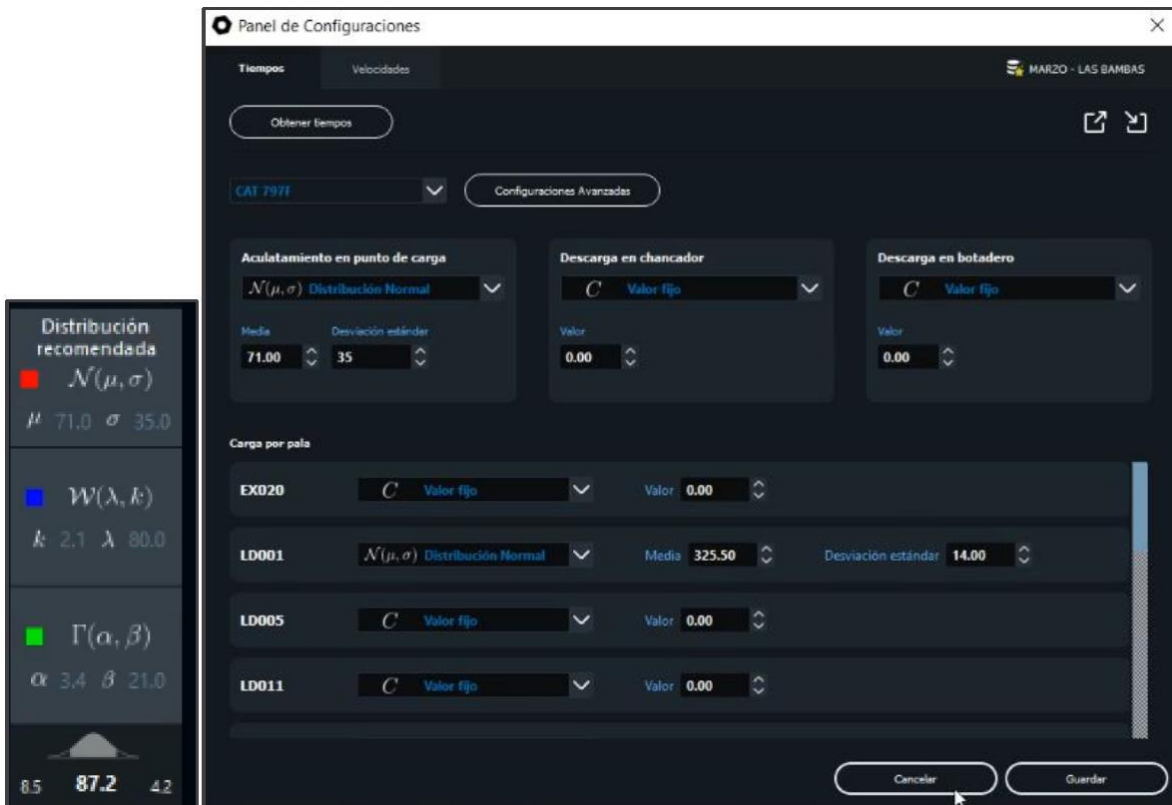 Distribución
recomendada
N(μ, σ)
μ 71.0 σ 35.0
W(λ, k)
k 2.1 λ 80.0
Γ(α, β)
α 3.4 β 21.0
8.5 87.2 4.2
Panel de Configuraciones
Tiempos Velocidades MARZO - LAS BAMBAS
Obtener tiempos
CAT 797F Configuraciones Avanzadas
Aculatamiento en punto de carga Descarga en chancador Descarga en botadero
N(μ, σ) Distribución Normal C Valor fijo C Valor fijo
Media Desviación estándar Valor Valor
71.00 35 0.00 0.00
Carga por pala
EX020 C Valor fijo Valor 0.00
LD001 N(μ, σ) Distribución Normal Media 325.50 Desviación estándar 14.00
LD005 C Valor fijo Valor 0.00
LD011 C Valor fijo Valor 0.00
Cancelar Guardar